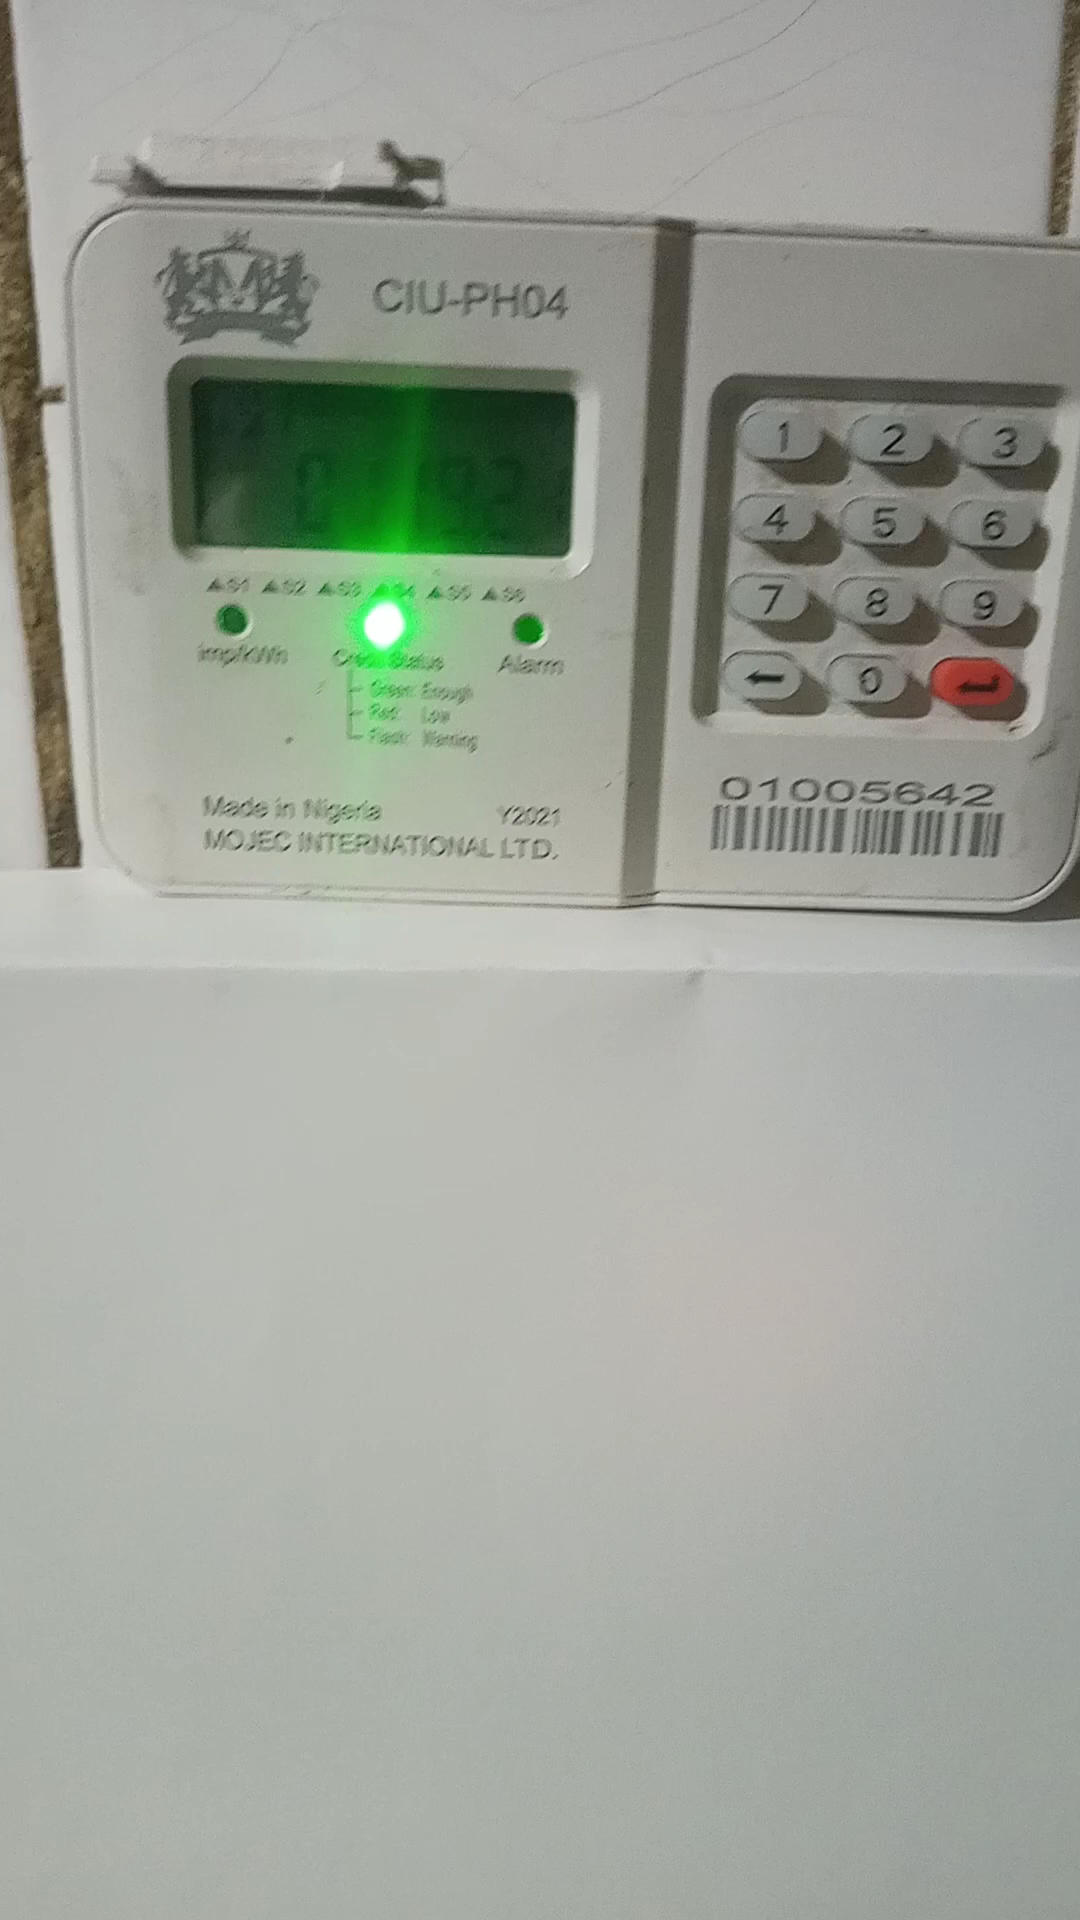 CIU-PH04
▲S1 ▲S2 ▲S3 ▲S4 ▲S5 ▲S6
imp/kWh
Credit Status
Alarm
Green: Enough
Red: Low
Flash: Warning
Made in Nigeria
Y2021
MOJEC INTERNATIONAL LTD.
1 2 3
4 5 6
7 8 9
← 0 ↵
01005642